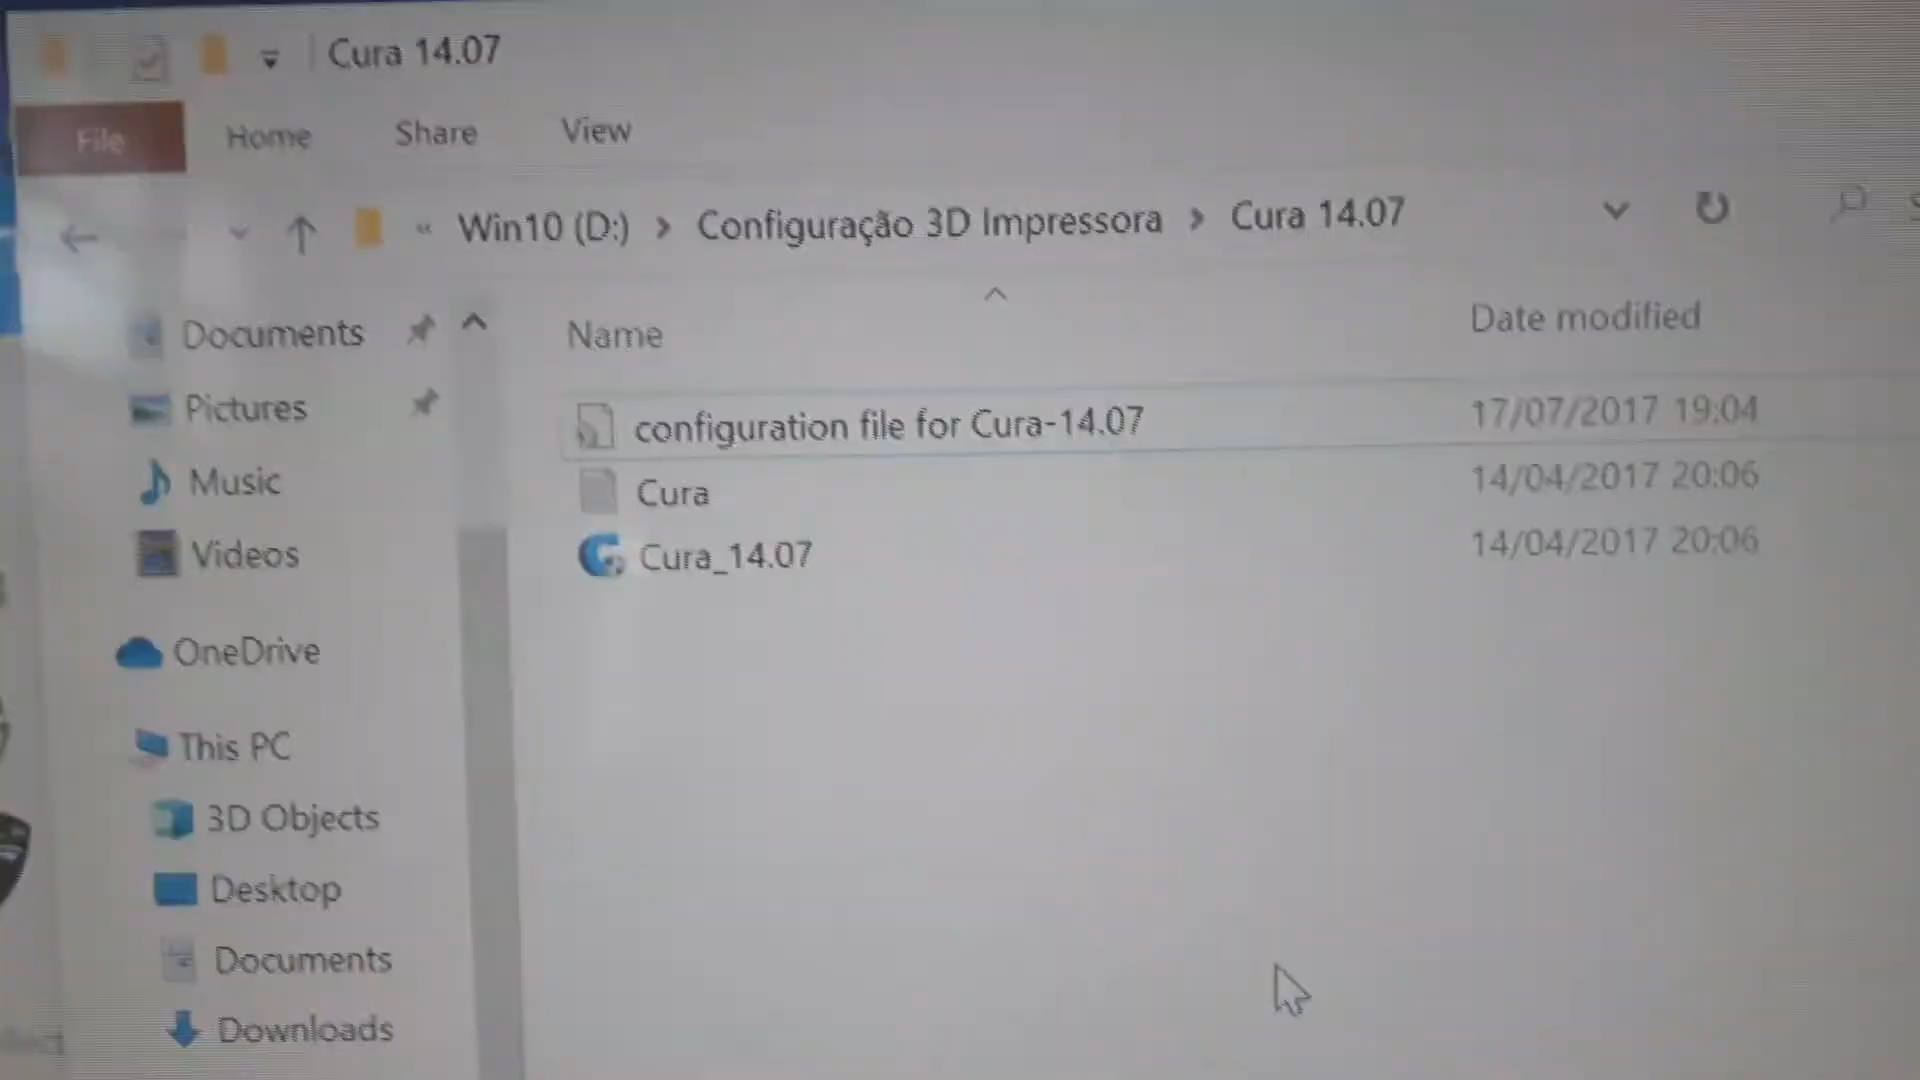 Cura 14.07
File Home Share View
« Win10 (D:) > Configuração 3D Impressora > Cura 14.07
Name Date modified
Documents
Pictures
Music
Videos
OneDrive
This PC
3D Objects
Desktop
Documents
Downloads
configuration file for Cura-14.07 17/07/2017 19:04
Cura 14/04/2017 20:06
Cura_14.07 14/04/2017 20:06